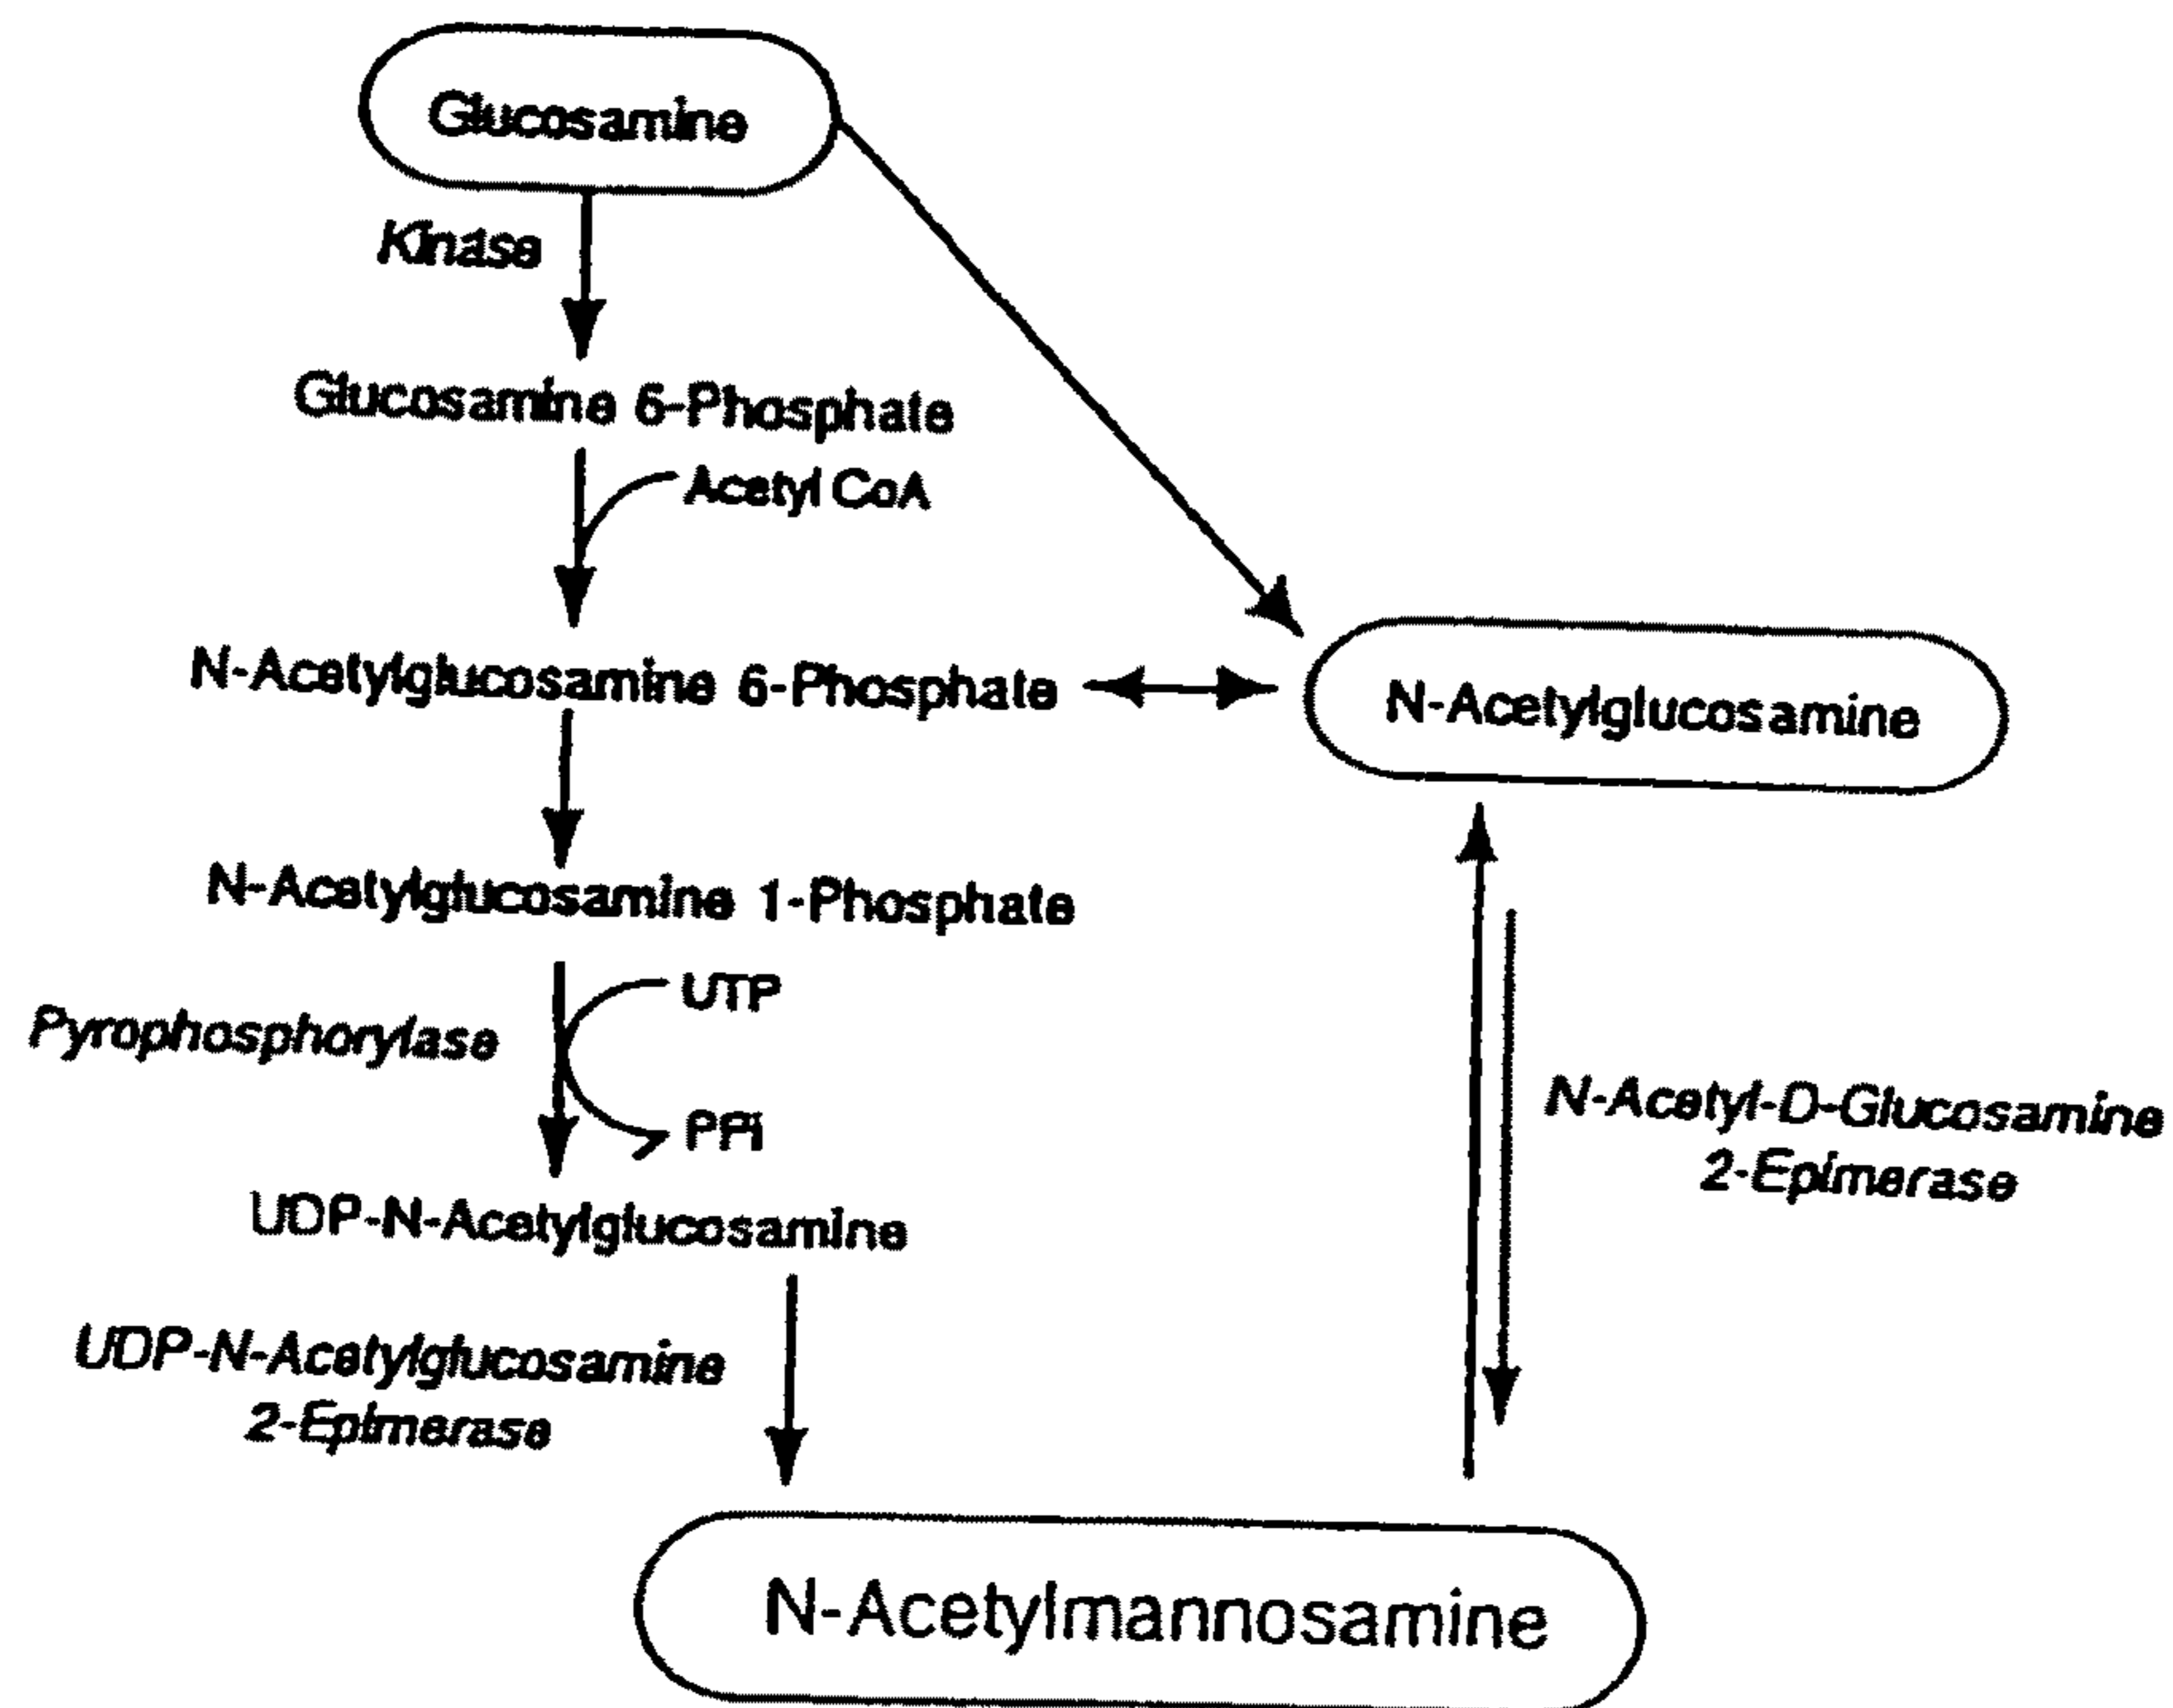 Glucosamine
Kinase
Glucosamine 6-Phosphate
Acetyl CoA
N-Acetylglucosamine 6-Phosphate
N-Acetylglucosamine
N-Acetylglucosamine 1-Phosphate
UTP
Pyrophosphorylase
PPi
N-Acetyl-D-Glucosamine
2-Epimerase
UDP-N-Acetylglucosamine
UDP-N-Acetylglucosamine
2-Epimerase
N-Acetylmannosamine